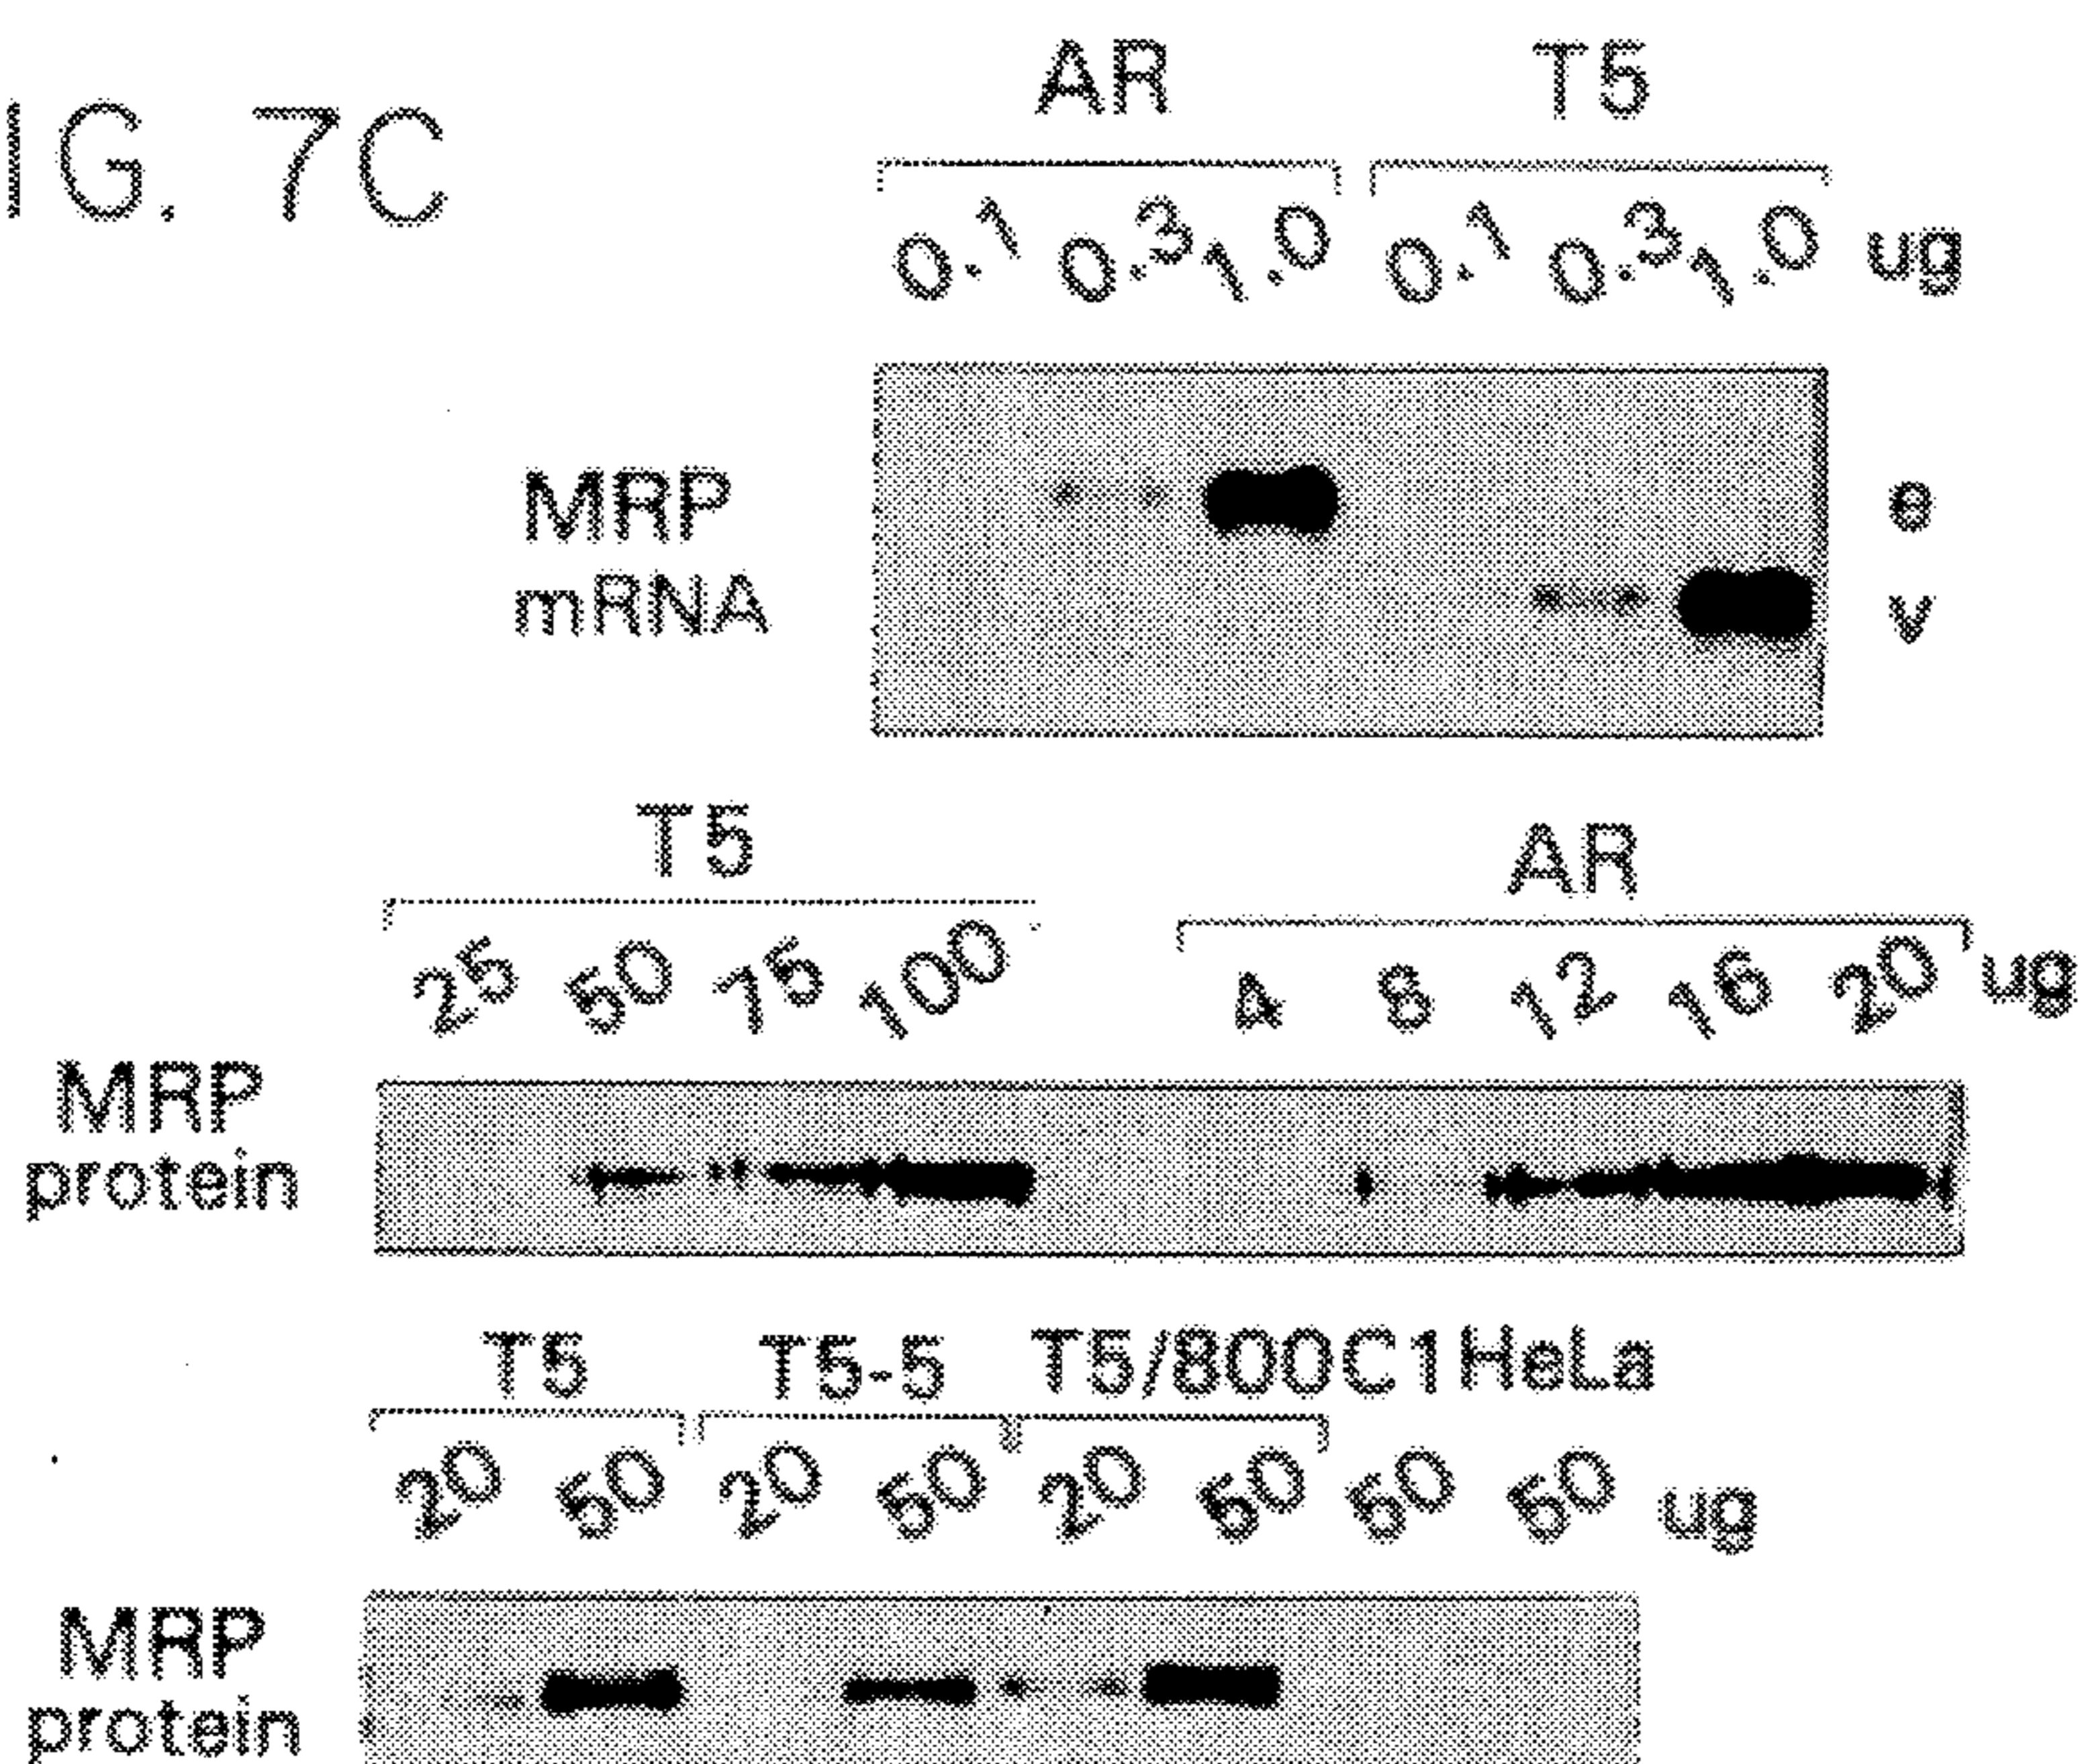 IG. 7C
AR T5
0.1 0.3 1.0 0.1 0.3 1.0 ug
MRP e
mRNA v
T5 AR
25 50 75 100 4 8 12 16 20 ug
MRP
protein
T5 T5-5 T5/800C1HeLa
20 50 20 50 20 50 50 50 ug
MRP
protein